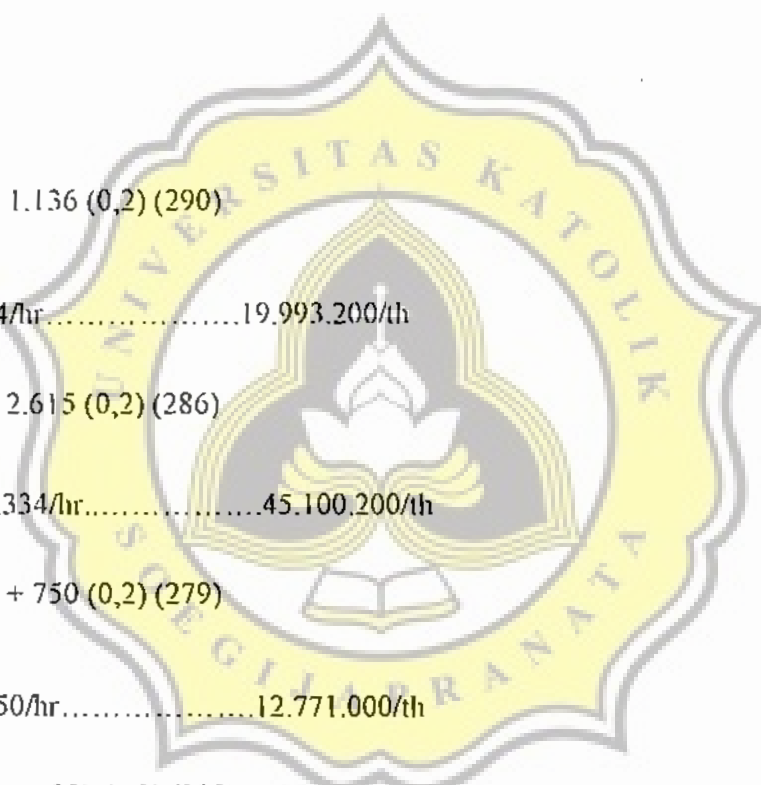 1.136 (0,2) (290)
4/hr...................19.993.200/th
2.615 (0,2) (286)
.334/hr..................45.100.200/th
+ 750 (0,2) (279)
50/hr...................12.771.000/th
UNIVERSITAS KATOLIK
SOEGIJAPRANATA